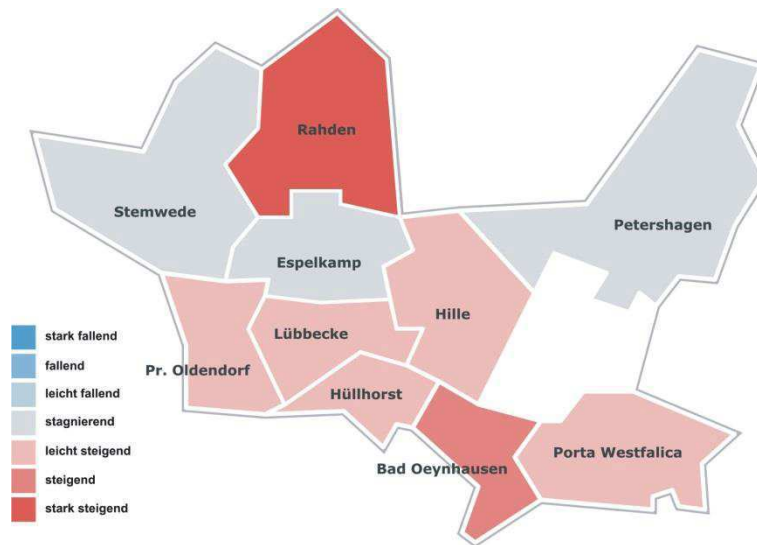 Rahden
Stemwede
Petershagen
Espelkamp
Hille
Lübbecke
Pr. Oldendorf
Hüllhorst
Bad Oeynhausen
Porta Westfalica
stark fallend
fallend
leicht fallend
stagnierend
leicht steigend
steigend
stark steigend